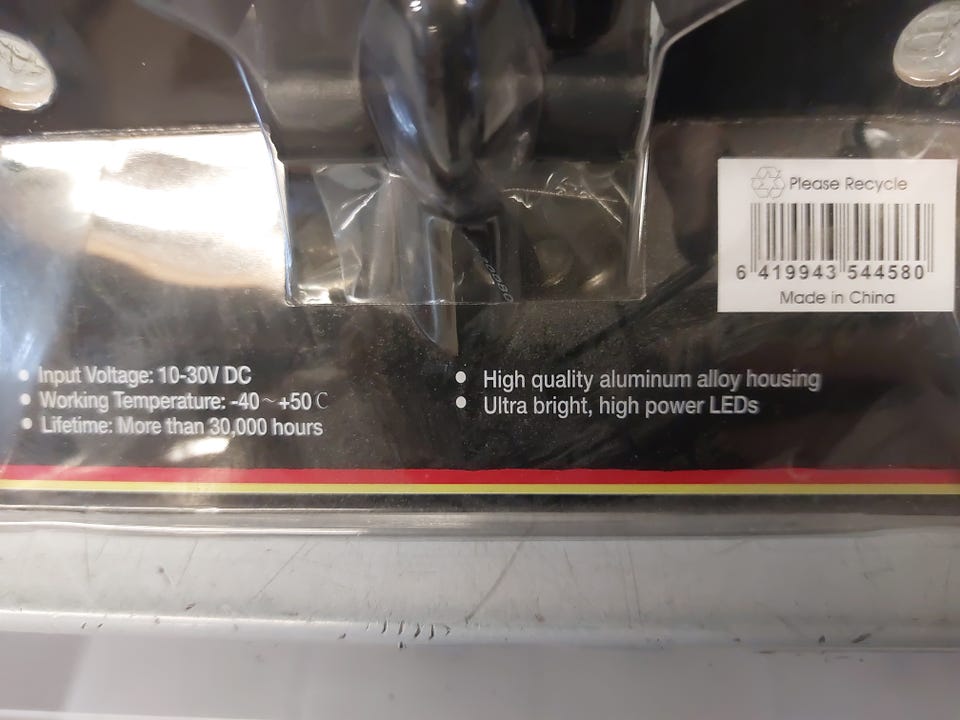 Please Recycle
6 419943 544580
Made in China
• Input Voltage: 10-30V DC
• Working Temperature: -40 ~ +50 C
• Lifetime: More than 30,000 hours
• High quality aluminum alloy housing
• Ultra bright, high power LEDs